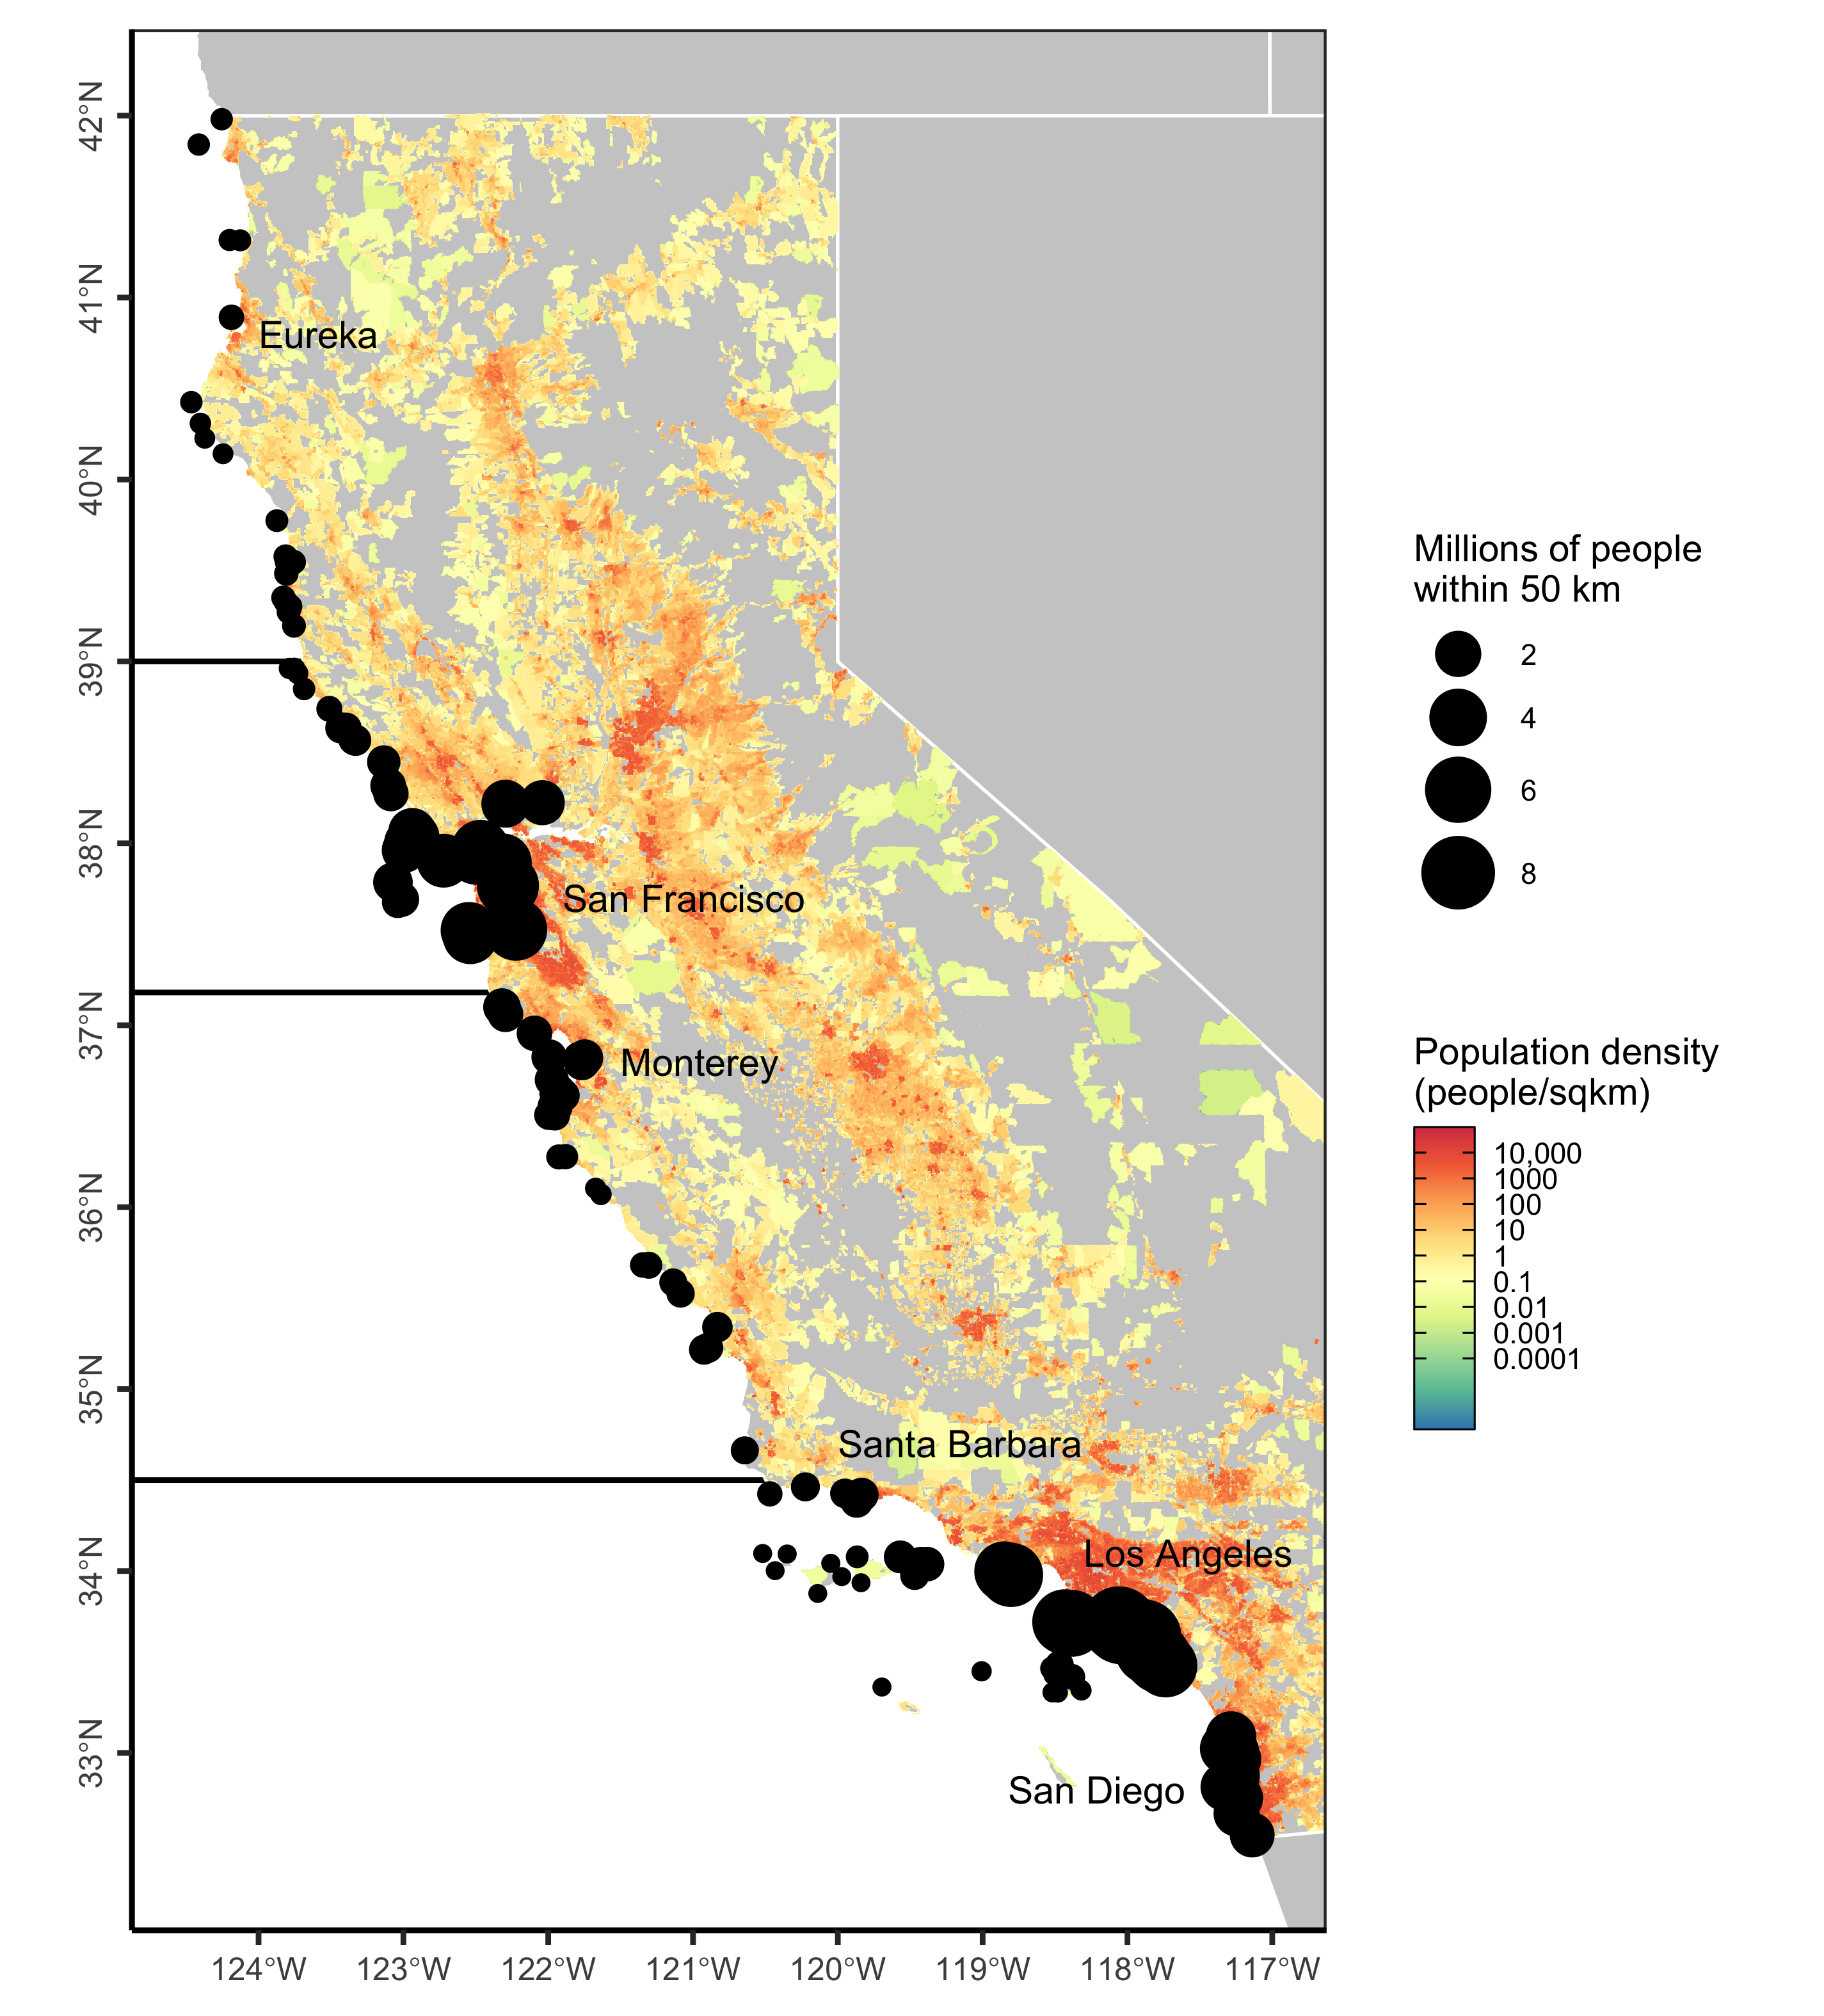 42°N
41°N
40°N
39°N
38°N
37°N
36°N
35°N
34°N
33°N
124°W
123°W
122°W
121°W
120°W
119°W
118°W
117°W
Eureka
San Francisco
Monterey
Santa Barbara
Los Angeles
San Diego
Millions of people
within 50 km
2
4
6
8
Population density
(people/sqkm)
10,000
1000
100
10
1
0.1
0.01
0.001
0.0001